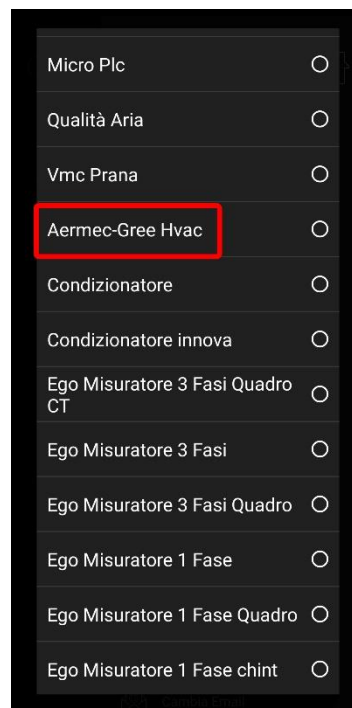 Micro Plc
Qualità Aria
Vmc Prana
Aermec-Gree Hvac
Condizionatore
Condizionatore innova
Ego Misuratore 3 Fasi Quadro
CT
Ego Misuratore 3 Fasi
Ego Misuratore 3 Fasi Quadro
Ego Misuratore 1 Fase
Ego Misuratore 1 Fase Quadro
Ego Misuratore 1 Fase chint
Cambia Email